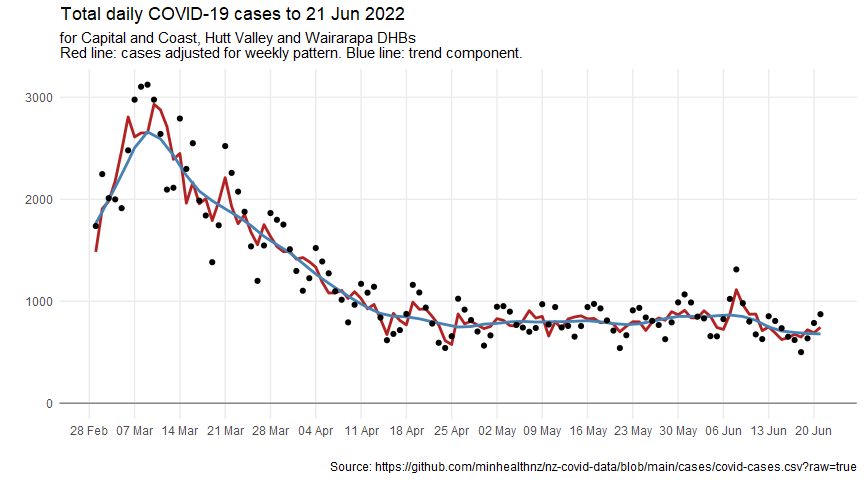 Total daily COVID-19 cases to 21 Jun 2022
for Capital and Coast, Hutt Valley and Wairarapa DHBs
Red line: cases adjusted for weekly pattern. Blue line: trend component.
3000
2000
1000
0
28 Feb 07 Mar 14 Mar 21 Mar 28 Mar 04 Apr 11 Apr 18 Apr 25 Apr 02 May 09 May 16 May 23 May 30 May 06 Jun 13 Jun 20 Jun
Source: https://github.com/minhealthnz/nz-covid-data/blob/main/cases/covid-cases.csv?raw=true